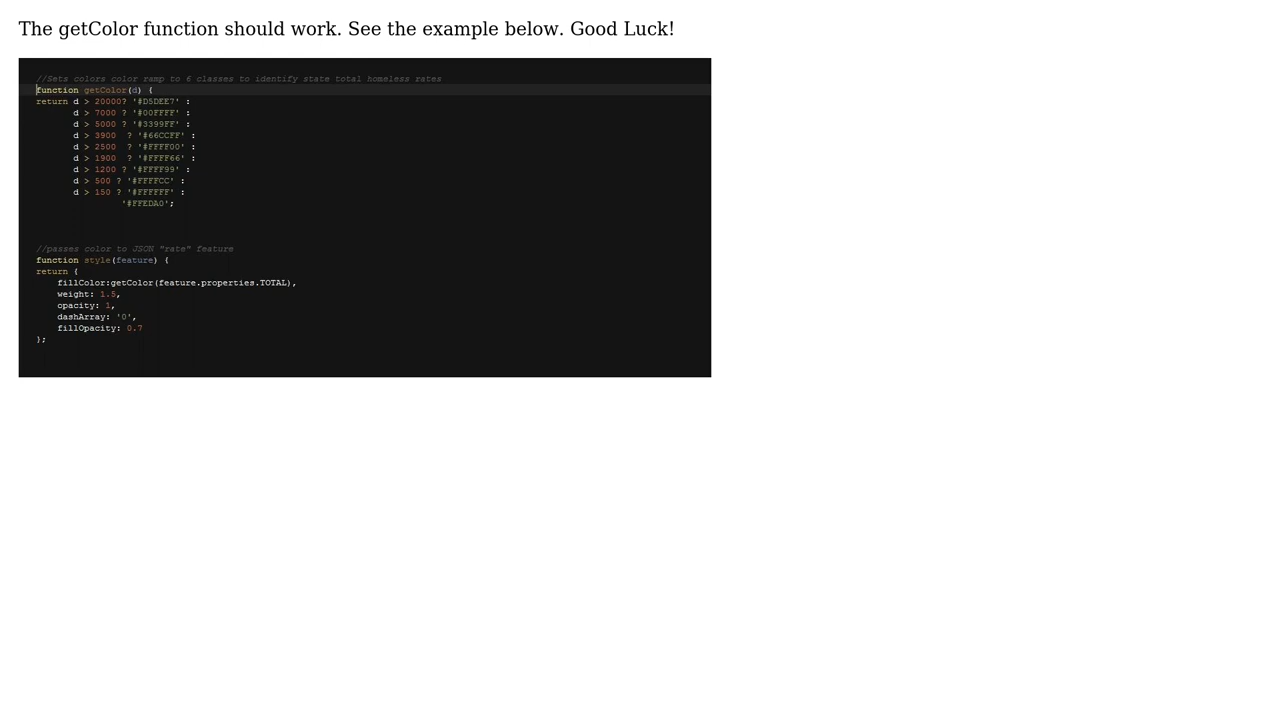 The getColor function should work. See the example below. Good Luck!
//Sets colors color ramp to 6 classes to identify state total homeless rates
function getColor(d) {
return d > 20000? '#D5DEE7' :
d > 7000 ? '#00FFFF' :
d > 5000 ? '#3399FF' :
d > 3900  ? '#66CCFF' :
d > 2500  ? '#FFFF00' :
d > 1900  ? '#FFFF66' :
d > 1200 ? '#FFFF99' :
d > 500 ? '#FFFFCC' :
d > 150 ? '#FFFFFF' :
'#FFEDA0';
//passes color to JSON "rate" feature
function style(feature) {
return {
fillColor:getColor(feature.properties.TOTAL),
weight: 1.5,
opacity: 1,
dashArray: '0',
fillOpacity: 0.7
};